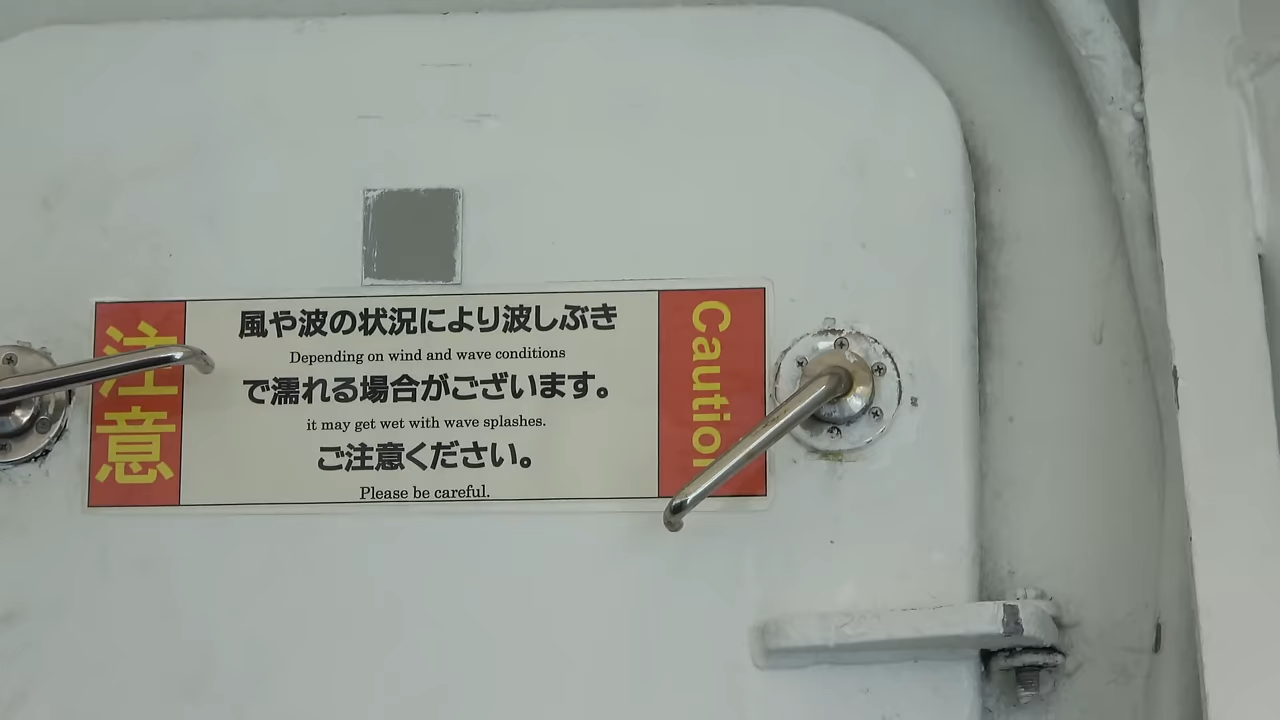 注意
風や波の状況により波しぶき
Depending on wind and wave conditions
で濡れる場合がございます。
it may get wet with wave splashes.
ご注意ください。
Please be careful.
Caution